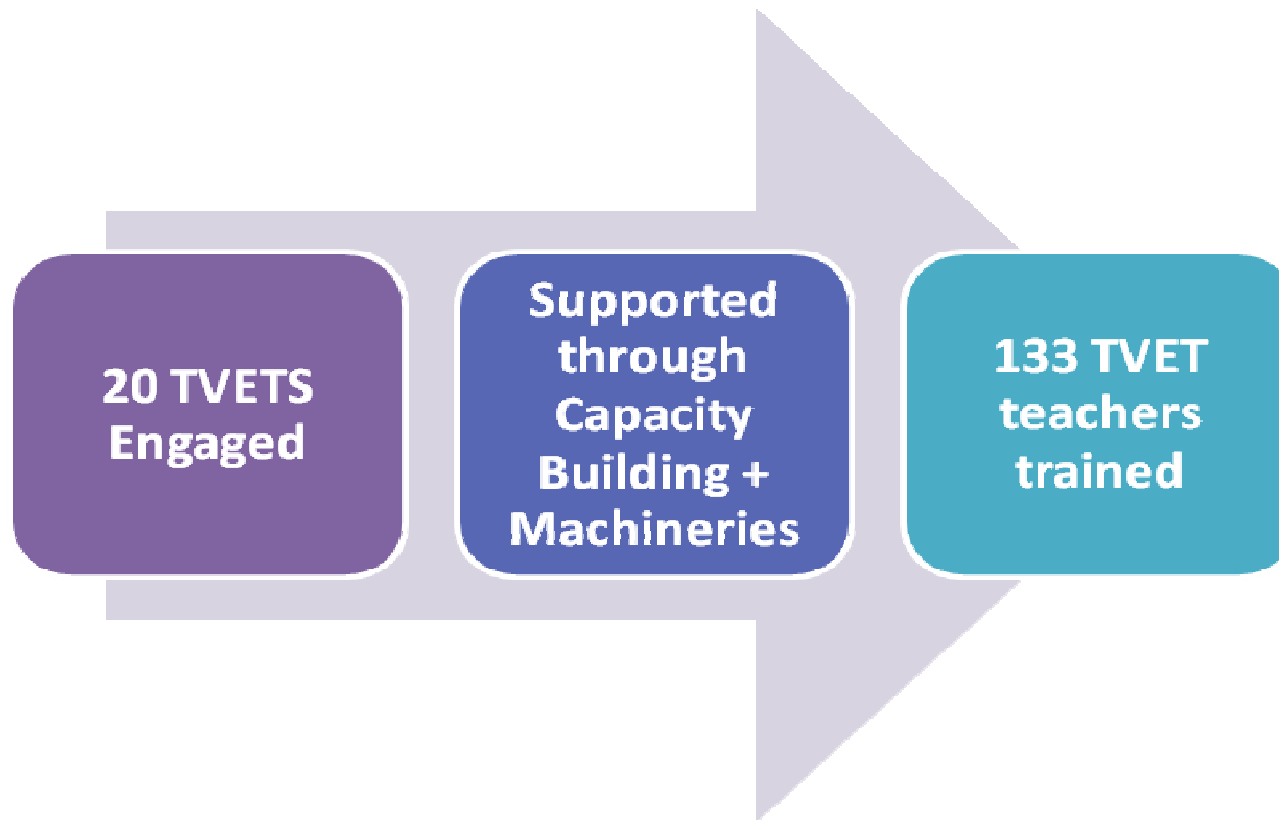 20 TVETS
Engaged
Supported
through
Capacity
Building +
Machineries
133 TVET
teachers
trained